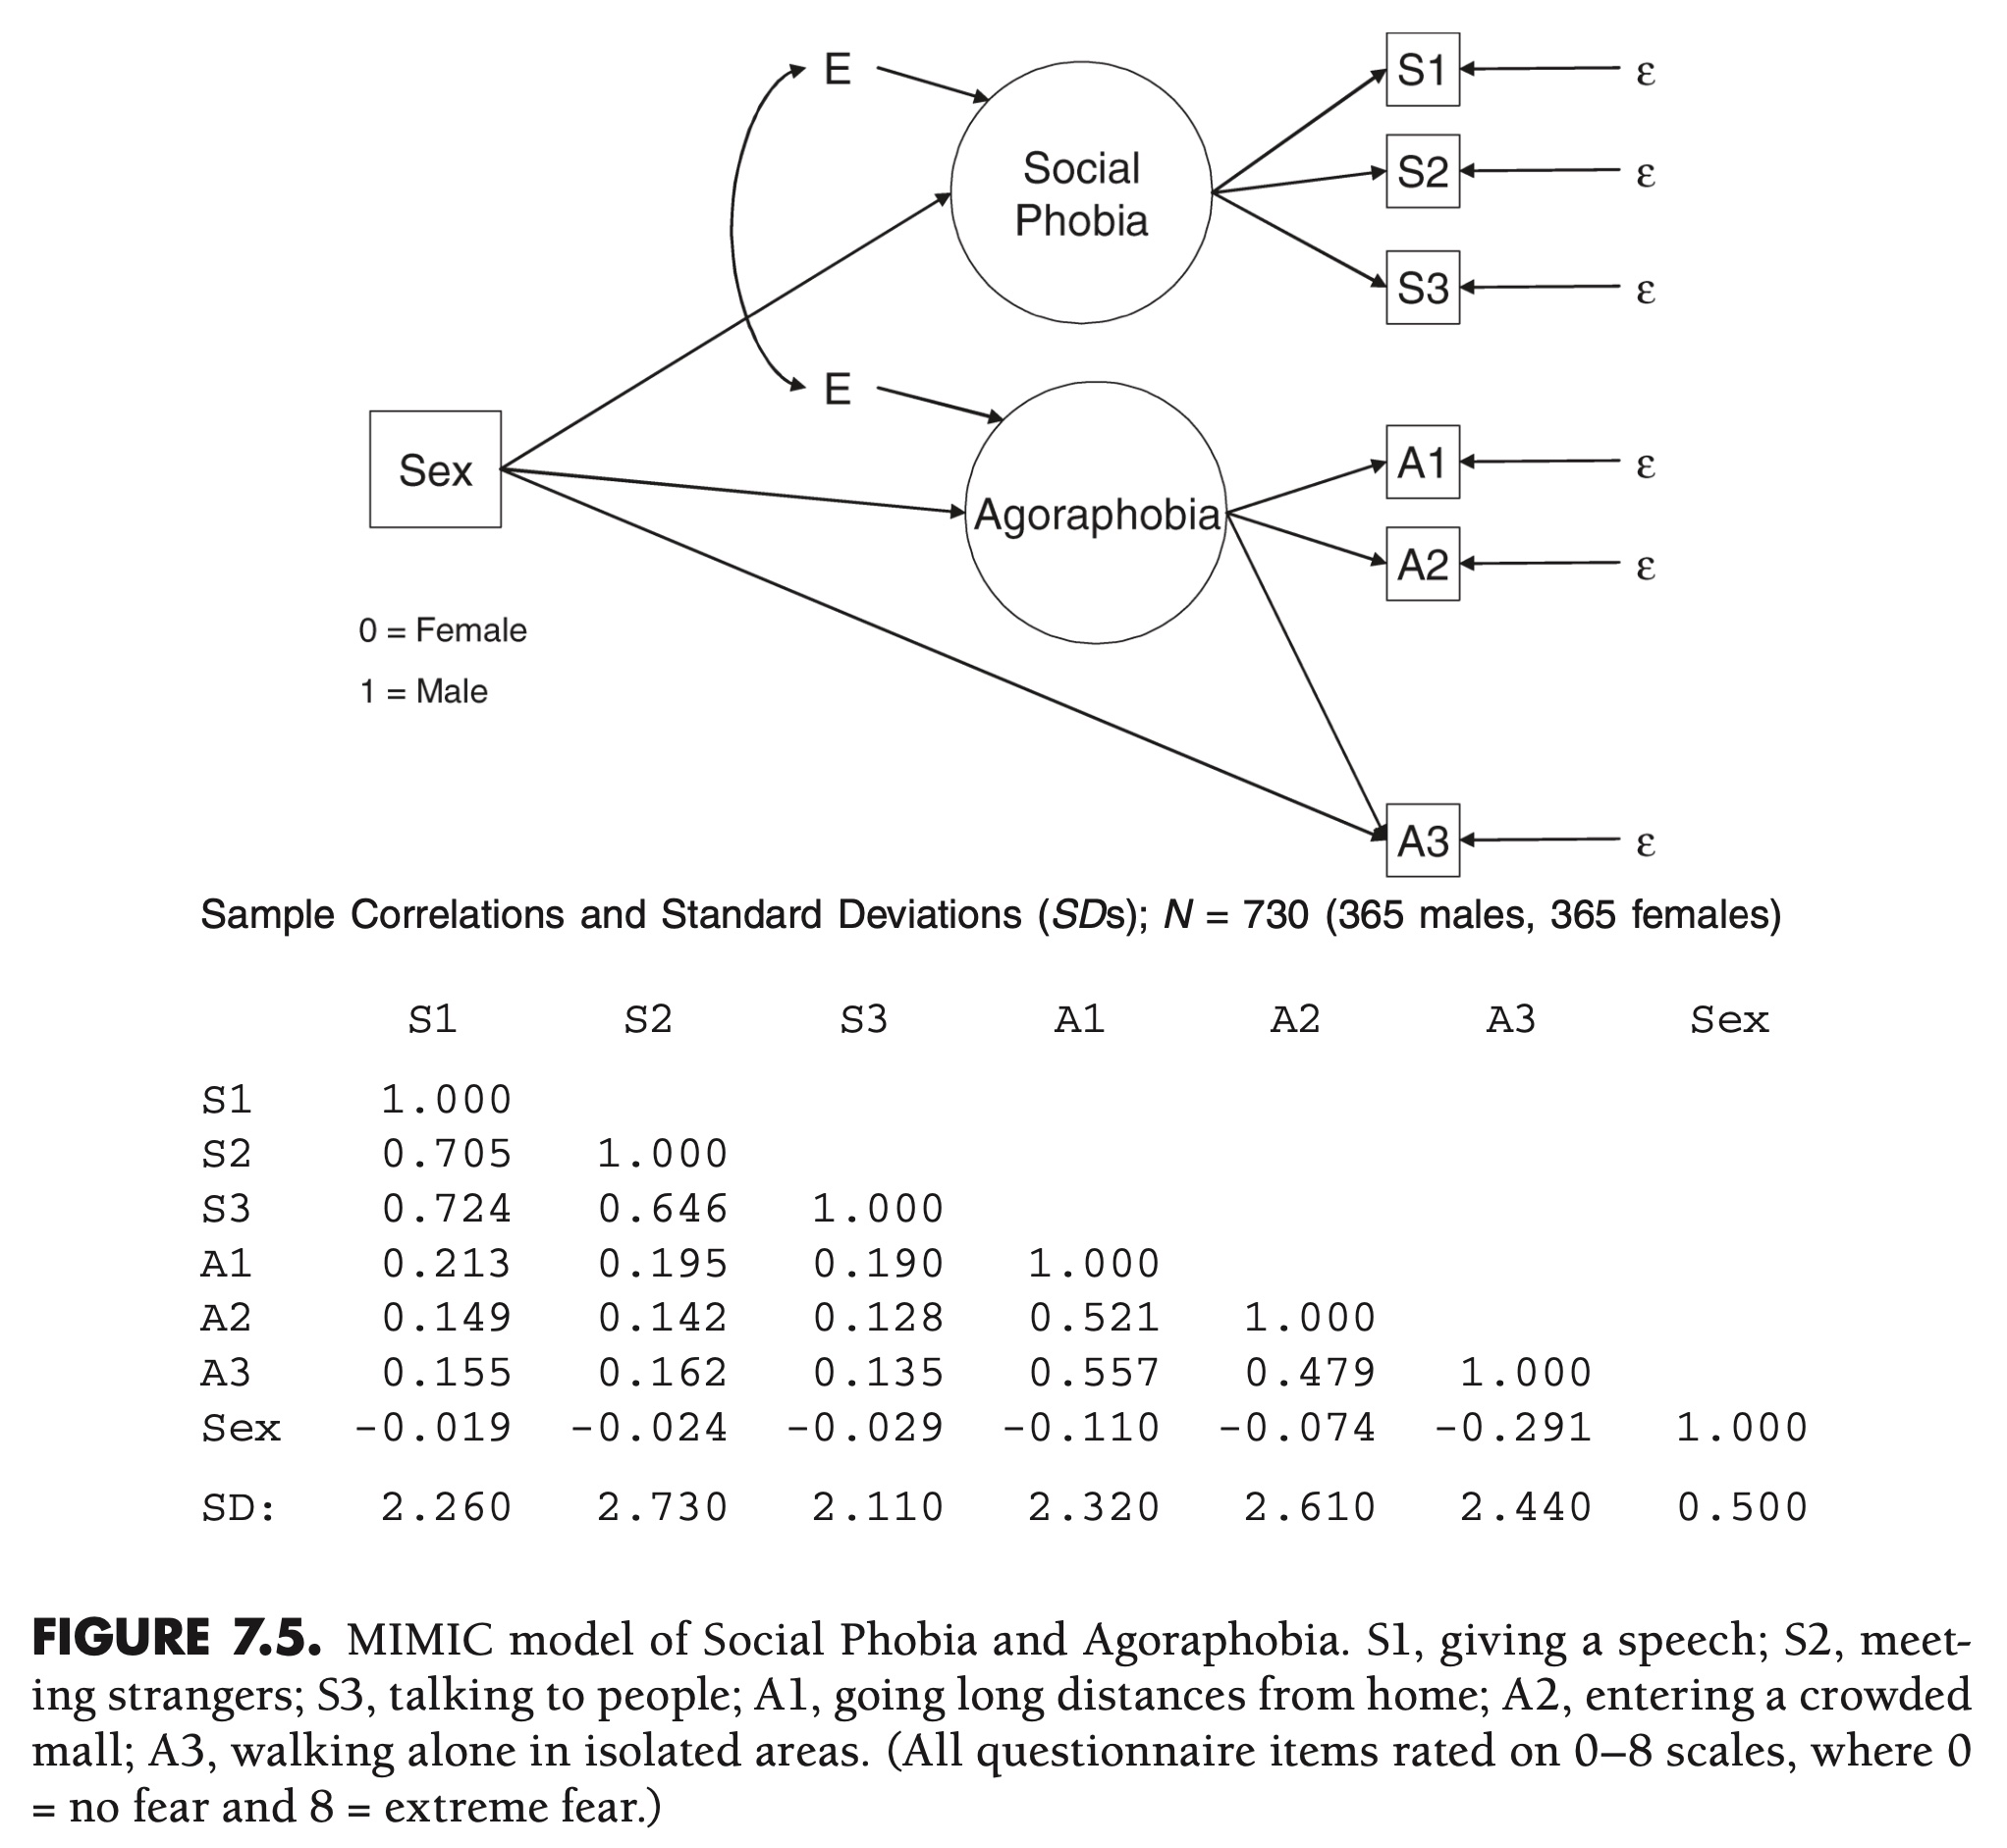 E
S1
ε
Social
Phobia
S2
ε
S3
ε
E
Sex
Agoraphobia
A1
ε
A2
ε
0 = Female
1 = Male
A3
ε
Sample Correlations and Standard Deviations (SDs); N = 730 (365 males, 365 females)
S1 S2 S3 A1 A2 A3 Sex
S1 1.000
S2 0.705 1.000
S3 0.724 0.646 1.000
A1 0.213 0.195 0.190 1.000
A2 0.149 0.142 0.128 0.521 1.000
A3 0.155 0.162 0.135 0.557 0.479 1.000
Sex -0.019 -0.024 -0.029 -0.110 -0.074 -0.291 1.000
SD: 2.260 2.730 2.110 2.320 2.610 2.440 0.500
FIGURE 7.5. MIMIC model of Social Phobia and Agoraphobia. S1, giving a speech; S2, meet-
ing strangers; S3, talking to people; A1, going long distances from home; A2, entering a crowded
mall; A3, walking alone in isolated areas. (All questionnaire items rated on 0–8 scales, where 0
= no fear and 8 = extreme fear.)